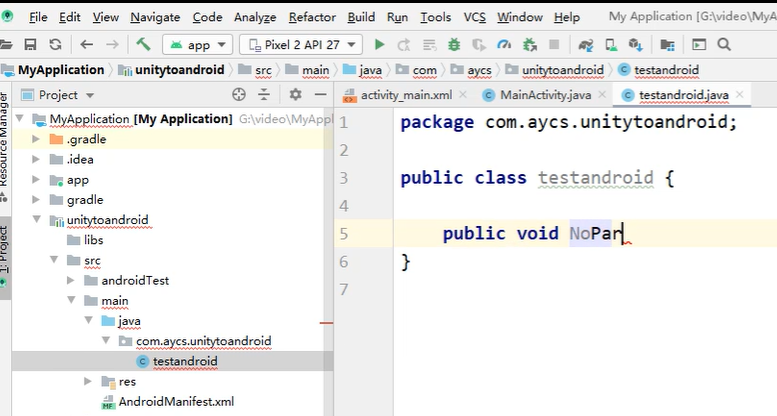 File Edit View Navigate Code Analyze Refactor Build Run Tools VCS Window Help My Application [G:\video\MyAppl
app Pixel 2 API 27
MyApplication unitytoandroid src main java com aycs unitytoandroid testandroid
Project
activity_main.xml MainActivity.java testandroid.java
Resource Manager
1: Project
MyApplication [My Application] G:\video\MyAppl
.gradle
.idea
app
gradle
unitytoandroid
libs
src
androidTest
main
java
com.aycs.unitytoandroid
testandroid
res
AndroidManifest.xml
1 package com.aycs.unitytoandroid;
2
3 public class testandroid {
4
5 public void NoPar
6 }
7